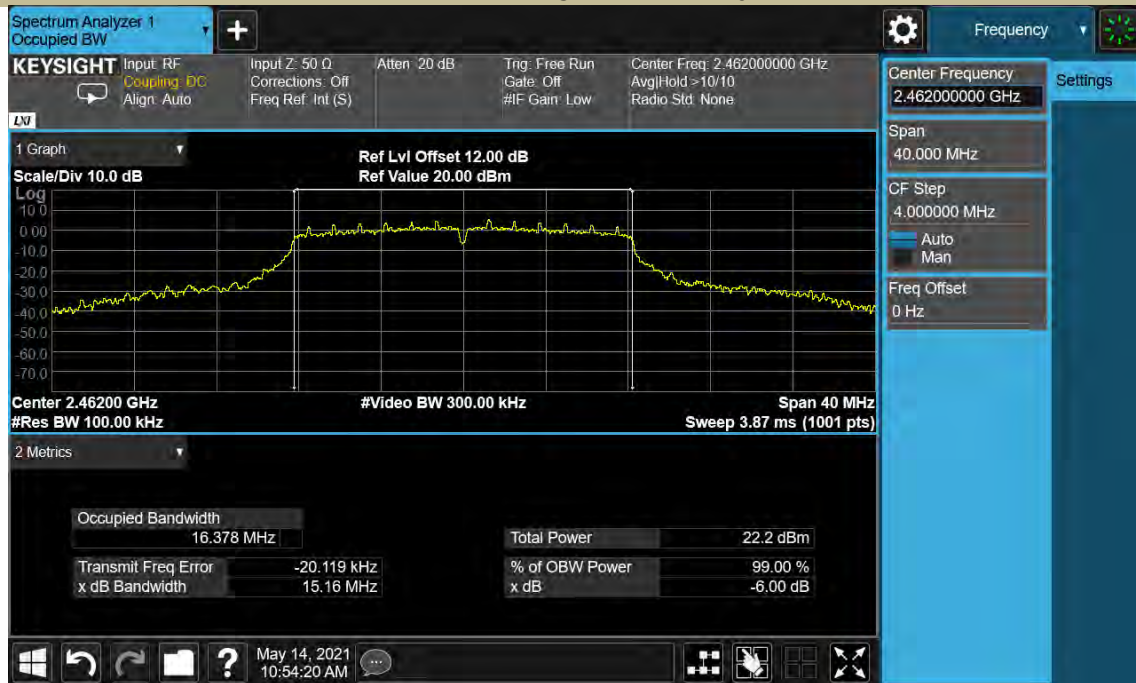 Spectrum Analyzer 1
Occupied BW
+
Frequency
KEYSIGHT
Input: RF
Coupling: DC
Align: Auto
Input Z: 50 Ω
Corrections: Off
Freq Ref: Int (S)
Atten: 20 dB
Trig: Free Run
Gate: Off
#IF Gain: Low
Center Freq: 2.462000000 GHz
Avg|Hold:>10/10
Radio Std: None
LXI
Center Frequency
2.462000000 GHz
Settings
Span
40.000 MHz
CF Step
4.000000 MHz
Auto
Man
Freq Offset
0 Hz
1 Graph
Scale/Div 10.0 dB
Ref Lvl Offset 12.00 dB
Ref Value 20.00 dBm
Log
10.0
0.00
-10.0
-20.0
-30.0
-40.0
-50.0
-60.0
-70.0
Center 2.46200 GHz
#Res BW 100.00 kHz
#Video BW 300.00 kHz
Span 40 MHz
Sweep 3.87 ms (1001 pts)
2 Metrics
Occupied Bandwidth
16.378 MHz
Transmit Freq Error -20.119 kHz
x dB Bandwidth 15.16 MHz
Total Power 22.2 dBm
% of OBW Power 99.00 %
x dB -6.00 dB
?
May 14, 2021
10:54:20 AM